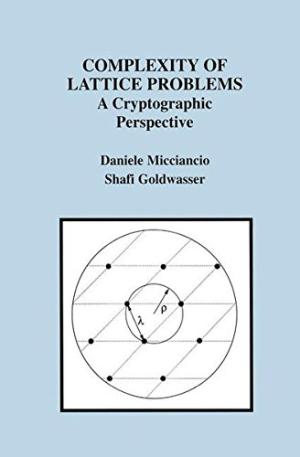 COMPLEXITY OF
LATTICE PROBLEMS
A Cryptographic
Perspective
Daniele Micciancio
Shafi Goldwasser
ρ
λ